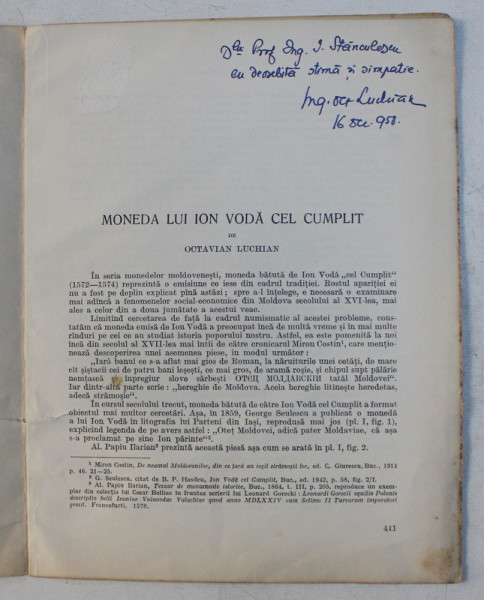 Dlui Prof Ing. I. Stănculescu
cu deosebită stimă și simpatie.
Ing. Oct Luchian
16 Dec. 958.
MONEDA LUI ION VODĂ CEL CUMPLIT
DE
OCTAVIAN LUCHIAN
În seria monedelor moldovenești, moneda bătută de Ion Vodă „cel Cumplit“
(1572—1574) reprezintă o emisiune ce iese din cadrul tradiției. Rostul apariției ei
nu a fost pe deplin explicat pînă astăzi ; spre a-l înțelege, e necesară o examinare
mai adîncă a fenomenelor social-economice din Moldova secolului al XVI-lea, mai
ales a celor din a doua jumătate a acestui veac.
Limitînd cercetarea de față la cadrul numismatic al acestei probleme, cons-
tatăm că moneda emisă de Ion Vodă a preocupat încă de multă vreme și în mai multe
rînduri pe cei ce au studiat istoria poporului nostru. Astfel, ea este pomenită la noi
încă din secolul al XVII-lea mai întîi de către cronicarul Miron Costin¹, care mențio-
nează descoperirea unei asemenea piese, în modul următor :
„Iară banul ce s-a aflat mai gios de Roman, la năruiturile unei cetăți, de mare
cît șiștacii cei de patru bani leșești, ce mai gros, de aramă roșie, și chipul supt pălărie
nemțască și înprogiur slove sărbești ОТЕЦ МОЛДАВСКИ tatăl Moldovei“.
Iar dintr-altă parte scrie : „hereghie de Moldova. Acela hereghie litinește heredetas,
adecă strămoșie“.
În cursul secolului trecut, moneda bătută de către Ion Vodă cel Cumplit a format
obiectul mai multor cercetări. Așa, în 1859, George Seulescu a publicat o monedă
a lui Ion Vodă în litografia lui Parteni din Iași, reprodusă mai jos (pl. I, fig. 1),
explicînd legenda de pe avers astfel : „Oteț Moldovei, adică pater Moldaviae, că așa
s-a proclamat pe sine Ion părinte“².
Al. Papiu Ilarian³ prezintă această piesă așa cum se arată în pl. I, fig. 2.
¹ Miron Costin, De neamul Moldovenilor, din ce țară au ieșit strămoșii lor, ed. C. Giurescu, Buc., 1914
p. 46. 21—25.
² G. Seulescu, citat de B. P. Hasdeu, Ion Vodă cel Cumplit, Buc., ed. 1942, p. 58, fig. 2/1.
³ Al. Papiu Ilarian, Tezaur de monumente istorice, Buc., 1864, t. III, p. 205, reproduce un exem-
plar din colecția lui Cezar Bolliac în fruntea scrierii lui Leonard Gorecki : Leonardi Gorecii equitis Poloni
descriptio belli Ivoniae Voivodae Valachiae quod anno MDLXXIV cum Selimo II Turcarum imperatori
gessit. Francofurti, 1578.
441